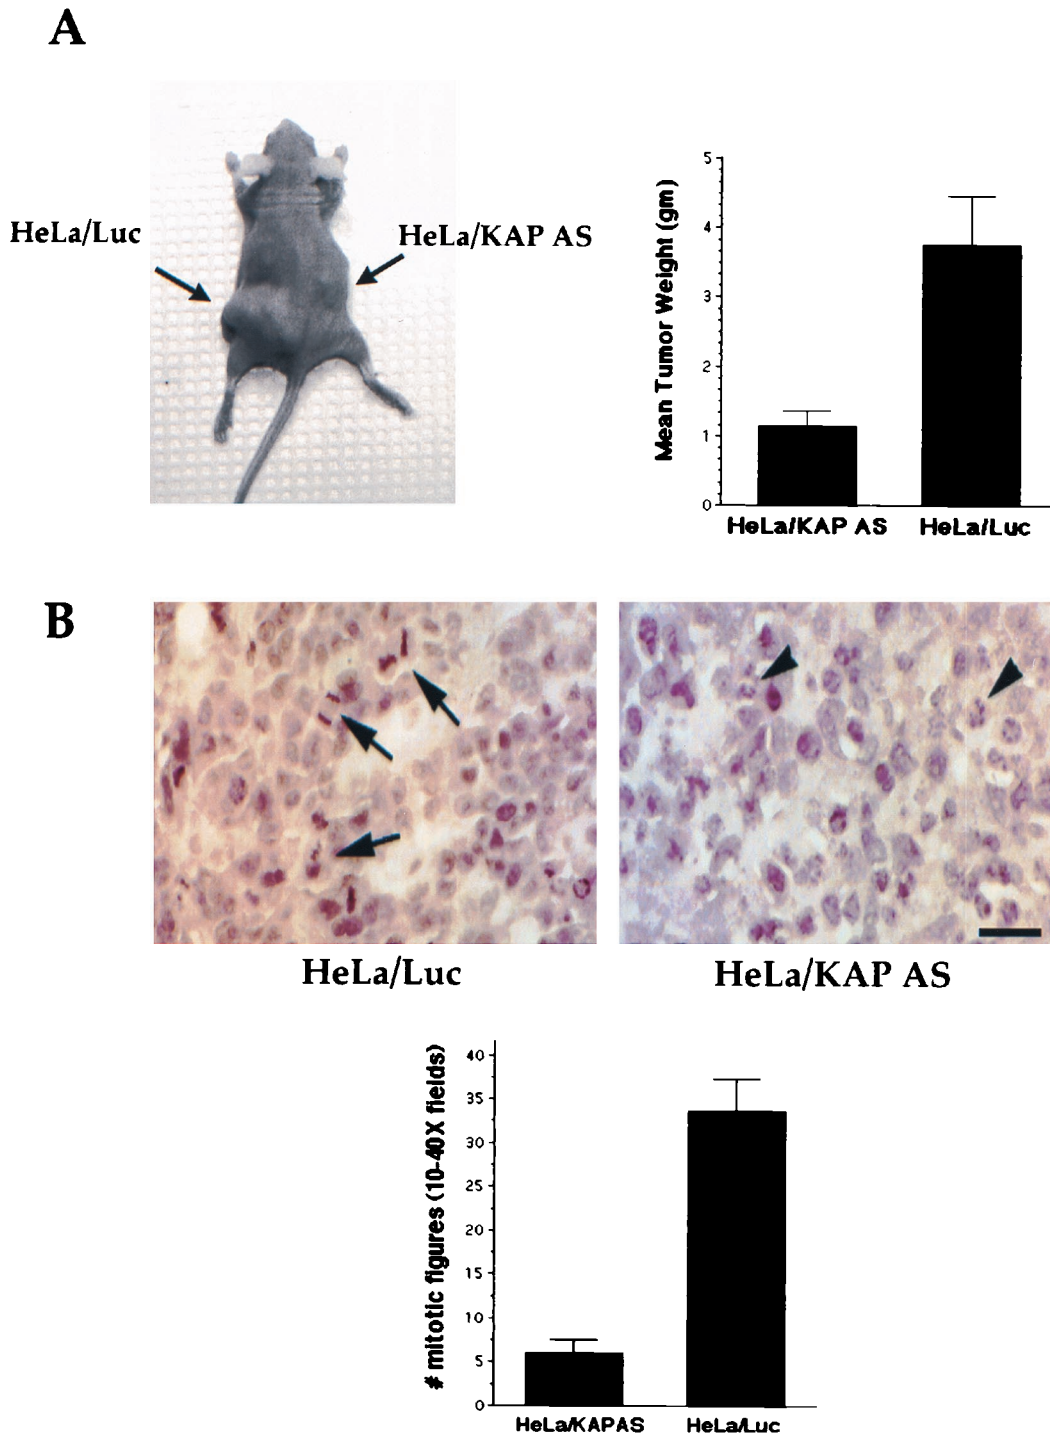 A
HeLa/Luc
HeLa/KAP AS
Mean Tumor Weight (gm)
5
4
3
2
1
0
HeLa/KAP AS
HeLa/Luc
B
HeLa/Luc
HeLa/KAP AS
# mitotic figures (10-40X fields)
40
35
30
25
20
15
10
5
0
HeLa/KAPAS
HeLa/Luc